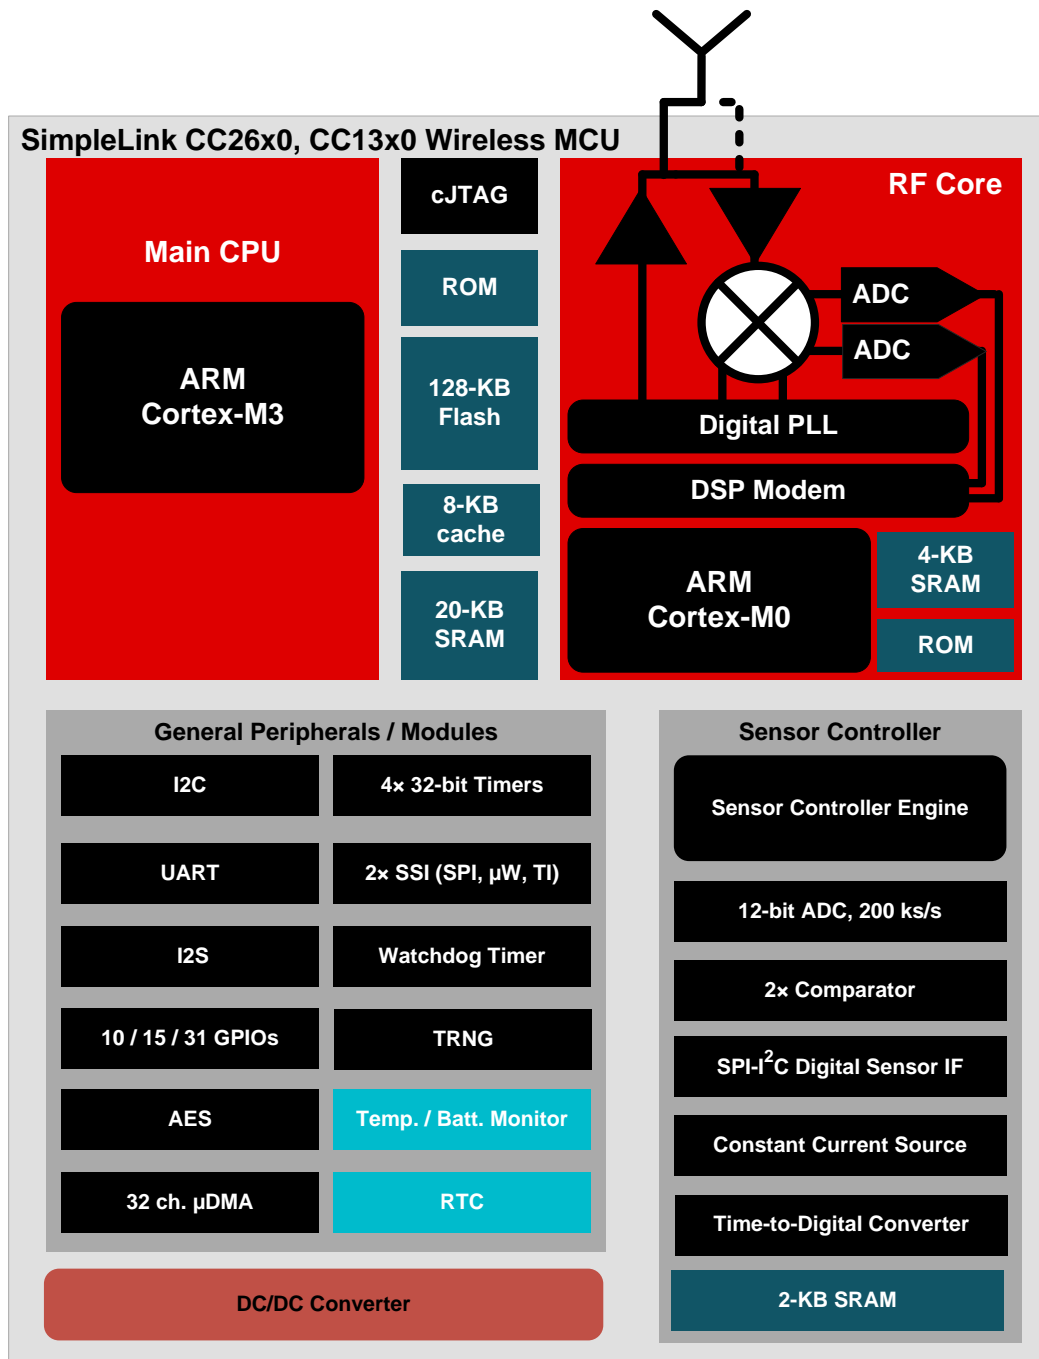 SimpleLink CC26x0, CC13x0 Wireless MCU
Main CPU
ARM
Cortex-M3
cJTAG
ROM
128-KB
Flash
8-KB
cache
20-KB
SRAM
RF Core
ADC
ADC
Digital PLL
DSP Modem
ARM
Cortex-M0
4-KB
SRAM
ROM
General Peripherals / Modules
I2C
4× 32-bit Timers
UART
2× SSI (SPI, µW, TI)
I2S
Watchdog Timer
10 / 15 / 31 GPIOs
TRNG
AES
Temp. / Batt. Monitor
32 ch. µDMA
RTC
DC/DC Converter
Sensor Controller
Sensor Controller Engine
12-bit ADC, 200 ks/s
2× Comparator
SPI-I²C Digital Sensor IF
Constant Current Source
Time-to-Digital Converter
2-KB SRAM